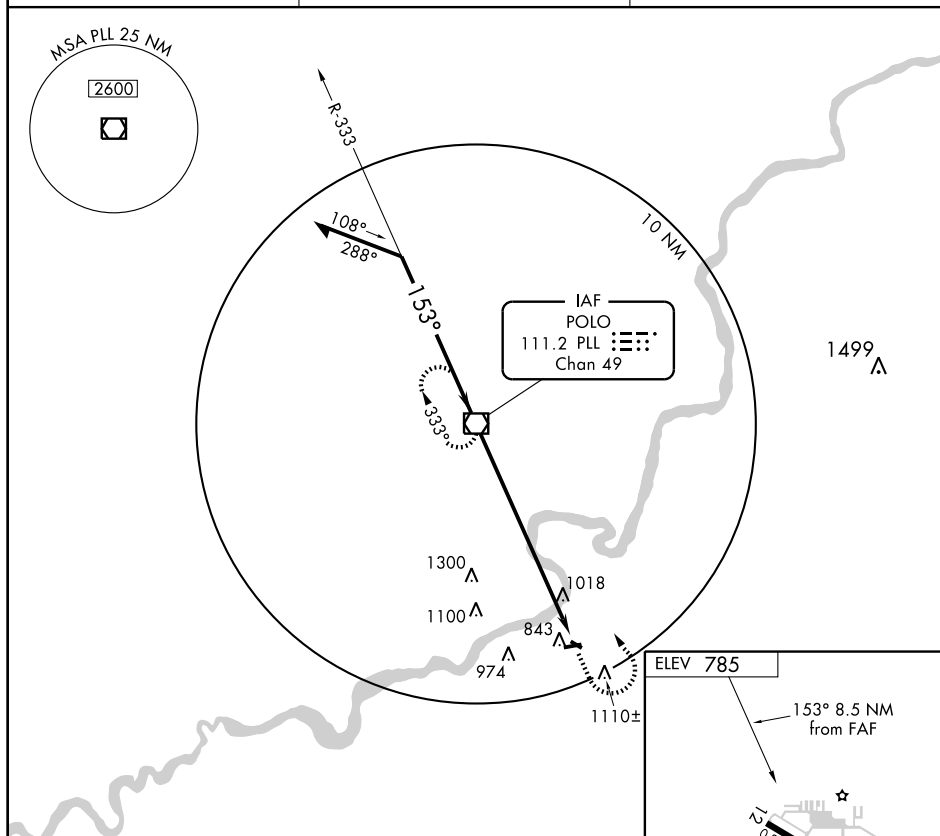 MSA PLL 25 NM
2600
R-333
108°
288°
10 NM
153°
IAF
POLO
111.2 PLL
Chan 49
1499
333°
1300
1018
1100
843
974
1110±
ELEV 785
153° 8.5 NM
from FAF
12